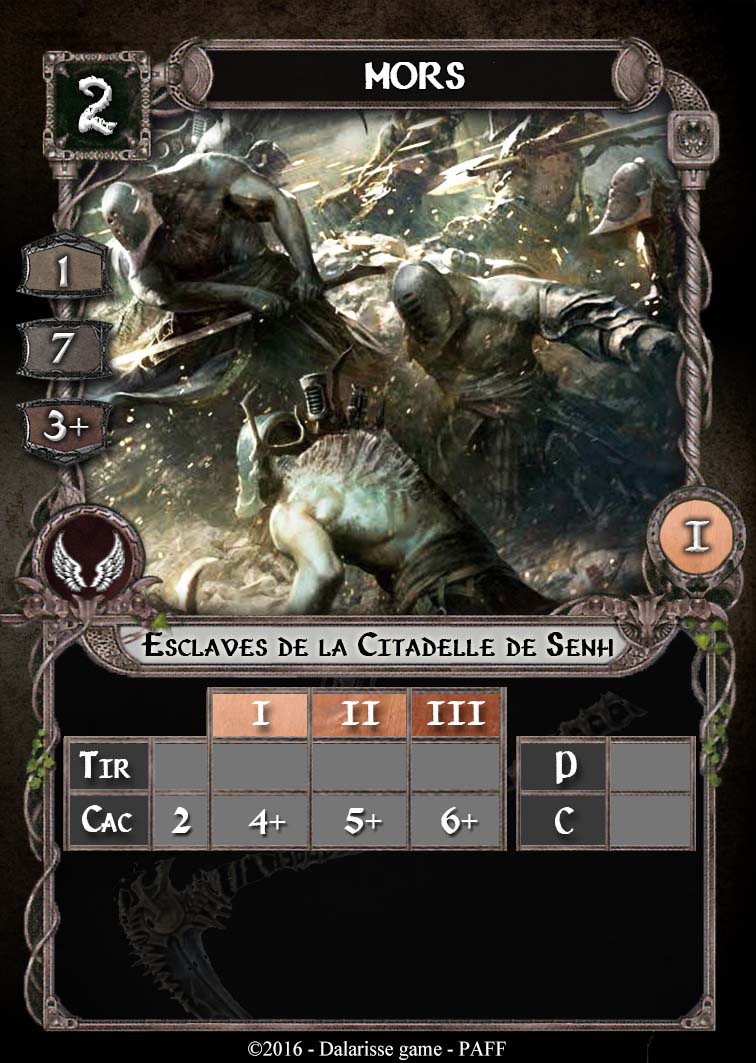 2
MORS
1
7
3+
I
Esclaves de la Citadelle de Senh
I II III
Tir P
Cac 2 4+ 5+ 6+ C
©2016 - Dalarisse game - PAFF